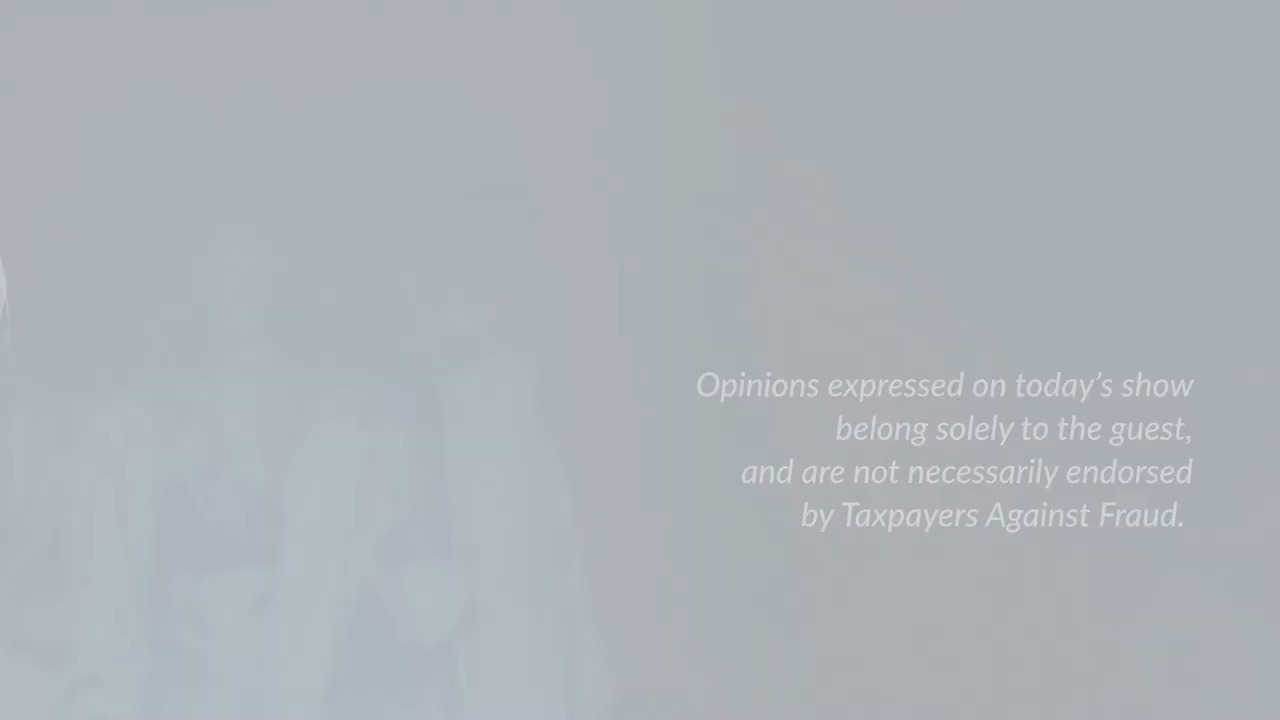 Opinions expressed on today’s show
belong solely to the guest,
and are not necessarily endorsed
by Taxpayers Against Fraud.